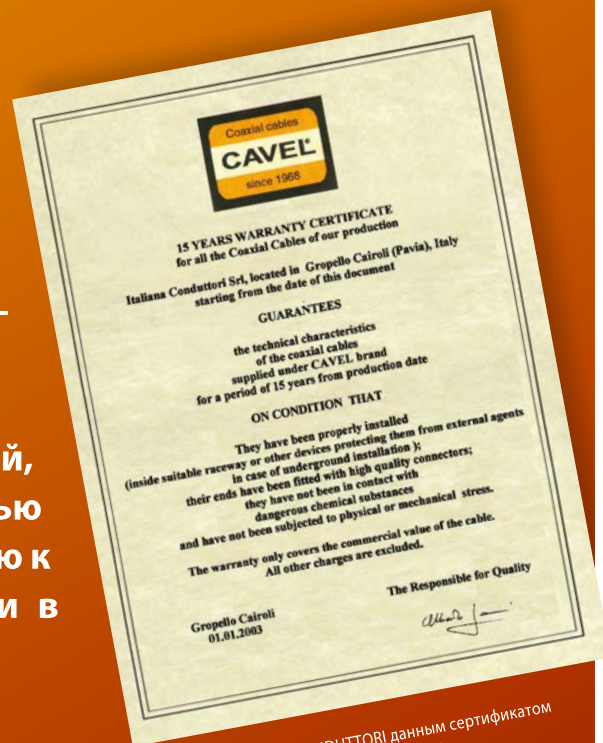 Coaxial cables
CAVEL
since 1968
15 YEARS WARRANTY CERTIFICATE
for all the Coaxial Cables of our production
Italiana Conduttori Srl, located in Gropello Cairoli (Pavia), Italy
starting from the date of this document
GUARANTEES
the technical characteristics
of the coaxial cables
supplied under CAVEL brand
for a period of 15 years from production date
ON CONDITION THAT
They have been properly installed
(inside suitable raceway or other devices protecting them from external agents
in case of underground installation );
their ends have been fitted with high quality connectors;
they have not been in contact with
dangerous chemical substances
and have not been subjected to physical or mechanical stress.
The warranty only covers the commercial value of the cable.
All other charges are excluded.
Gropello Cairoli
01.01.2003
The Responsible for Quality
й,
ью
ю к
и в
данным сертификатом